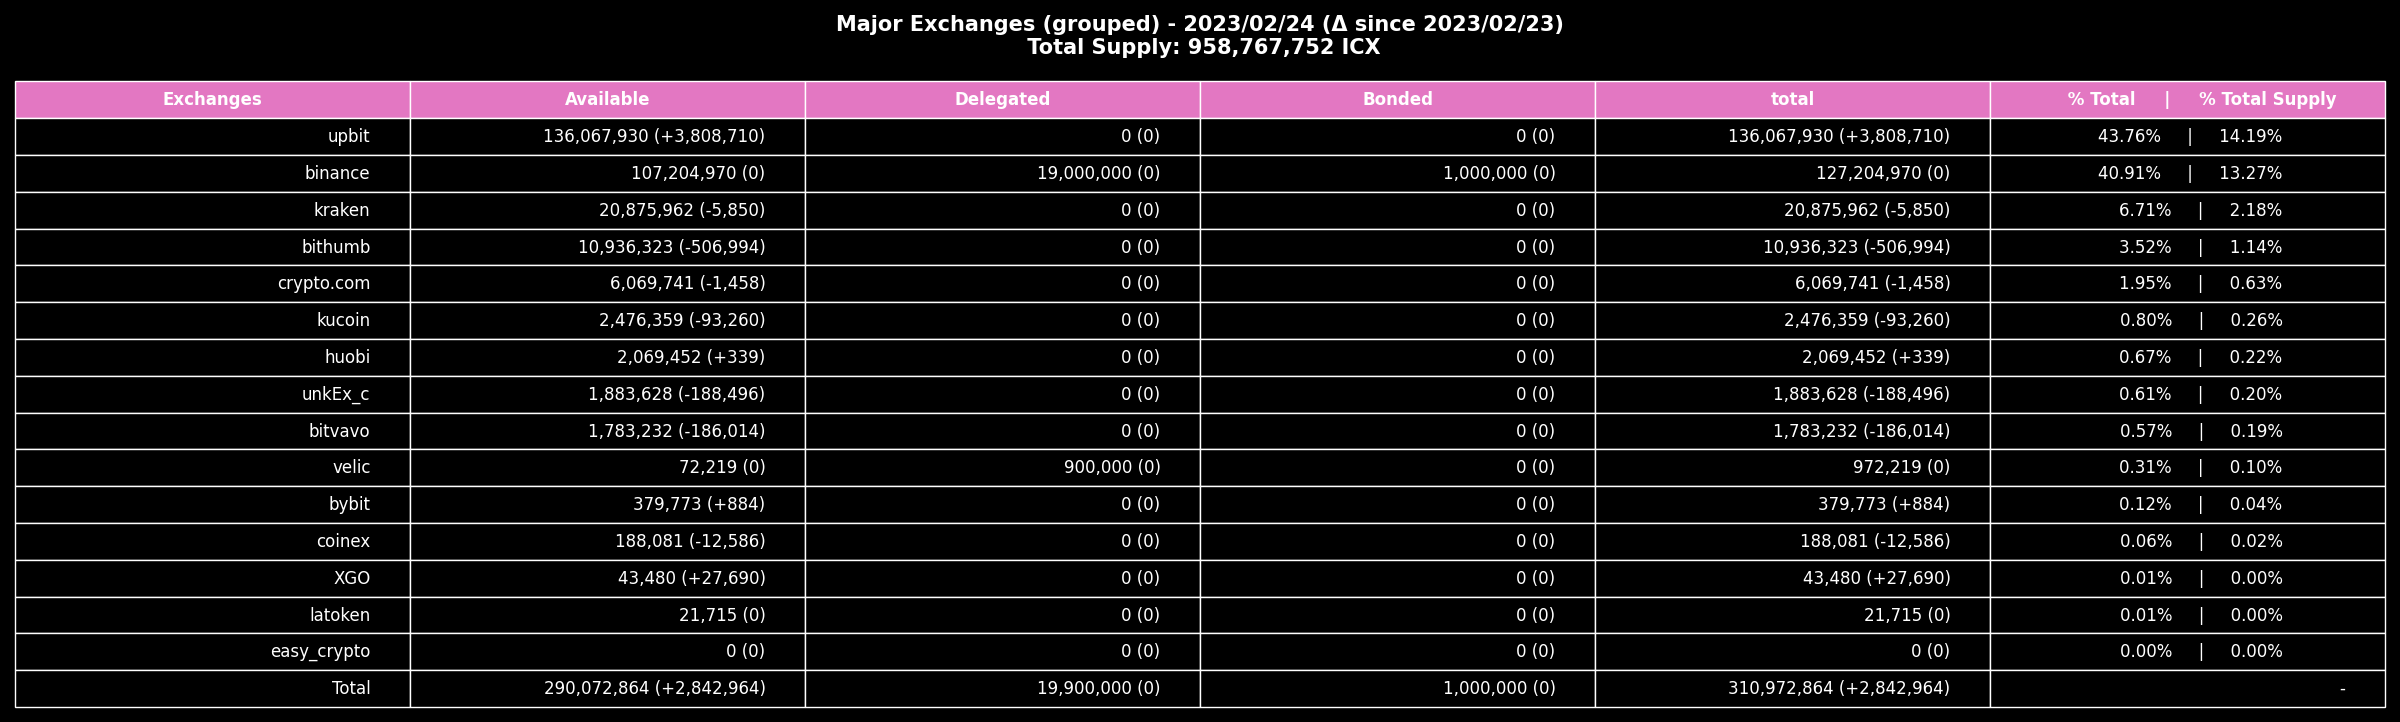 Major Exchanges (grouped) - 2023/02/24 (Δ since 2023/02/23)
Total Supply: 958,767,752 ICX
Exchanges Available Delegated Bonded total % Total | % Total Supply
upbit 136,067,930 (+3,808,710) 0 (0) 0 (0) 136,067,930 (+3,808,710) 43.76% | 14.19%
binance 107,204,970 (0) 19,000,000 (0) 1,000,000 (0) 127,204,970 (0) 40.91% | 13.27%
kraken 20,875,962 (-5,850) 0 (0) 0 (0) 20,875,962 (-5,850) 6.71% | 2.18%
bithumb 10,936,323 (-506,994) 0 (0) 0 (0) 10,936,323 (-506,994) 3.52% | 1.14%
crypto.com 6,069,741 (-1,458) 0 (0) 0 (0) 6,069,741 (-1,458) 1.95% | 0.63%
kucoin 2,476,359 (-93,260) 0 (0) 0 (0) 2,476,359 (-93,260) 0.80% | 0.26%
huobi 2,069,452 (+339) 0 (0) 0 (0) 2,069,452 (+339) 0.67% | 0.22%
unkEx_c 1,883,628 (-188,496) 0 (0) 0 (0) 1,883,628 (-188,496) 0.61% | 0.20%
bitvavo 1,783,232 (-186,014) 0 (0) 0 (0) 1,783,232 (-186,014) 0.57% | 0.19%
velic 72,219 (0) 900,000 (0) 0 (0) 972,219 (0) 0.31% | 0.10%
bybit 379,773 (+884) 0 (0) 0 (0) 379,773 (+884) 0.12% | 0.04%
coinex 188,081 (-12,586) 0 (0) 0 (0) 188,081 (-12,586) 0.06% | 0.02%
XGO 43,480 (+27,690) 0 (0) 0 (0) 43,480 (+27,690) 0.01% | 0.00%
latoken 21,715 (0) 0 (0) 0 (0) 21,715 (0) 0.01% | 0.00%
easy_crypto 0 (0) 0 (0) 0 (0) 0 (0) 0.00% | 0.00%
Total 290,072,864 (+2,842,964) 19,900,000 (0) 1,000,000 (0) 310,972,864 (+2,842,964) -